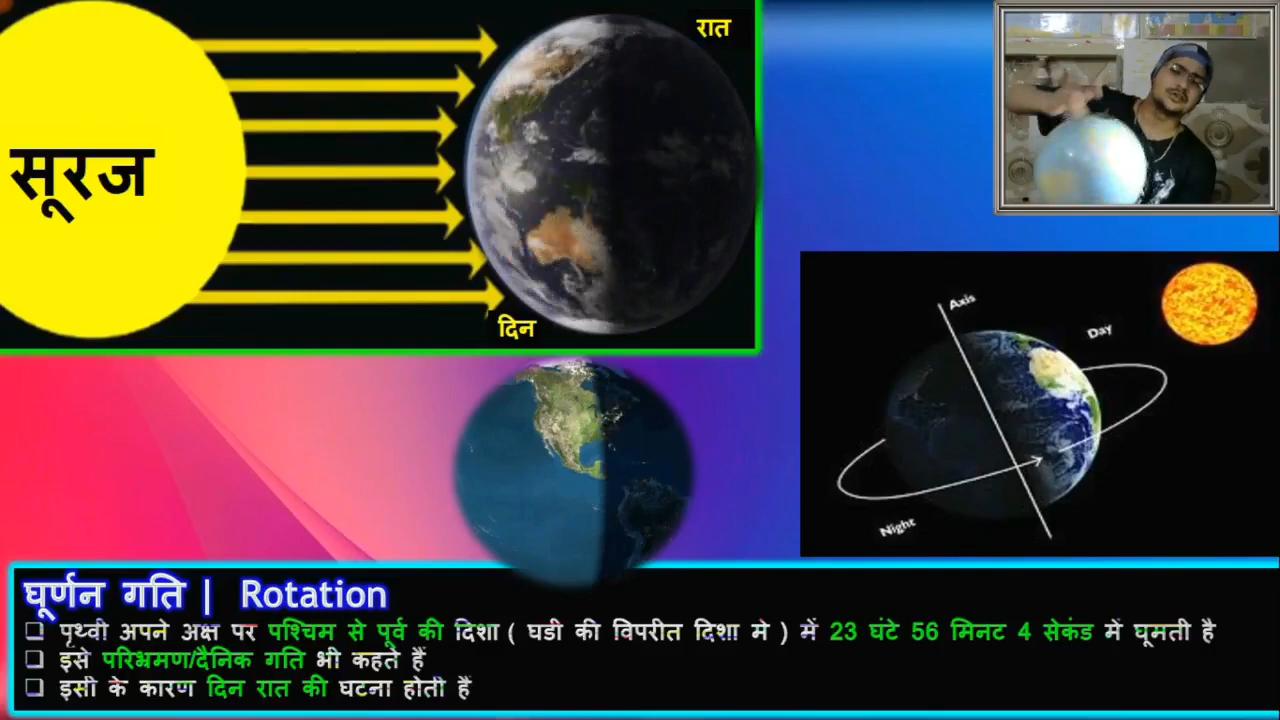 सूरज
रात
दिन
Axis
Day
Night
घूर्णन गति | Rotation
पृथ्वी अपने अक्ष पर पश्चिम से पूर्व की दिशा ( घडी की विपरीत दिशा मे ) में 23 घंटे 56 मिनट 4 सेकंड में घूमती है
इसे परिभ्रमण/दैनिक गति भी कहते हैं
इसी के कारण दिन रात की घटना होती हैं